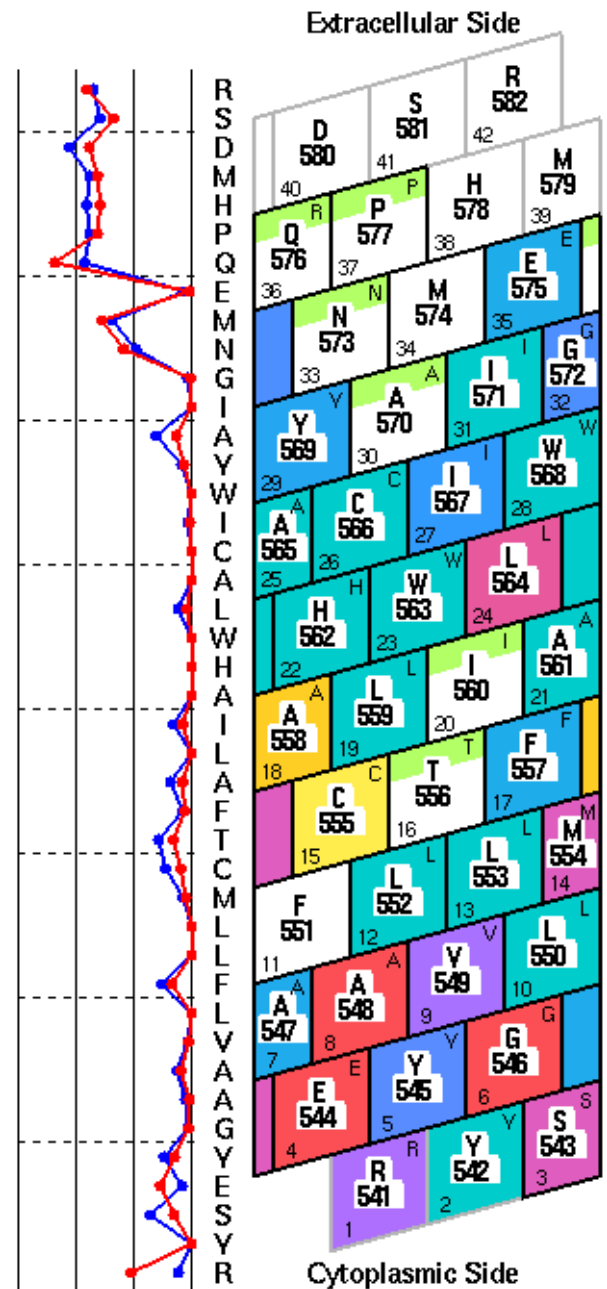 Extracellular Side
R
S
D
M
H
P
Q
E
M
N
G
I
A
Y
W
I
C
A
L
W
H
A
I
L
A
F
T
C
M
L
L
F
L
V
A
A
G
Y
E
S
Y
R
D
580
40
S
581
41
R
582
42
R
Q
576
36
P
P
577
37
H
578
38
M
579
39
N
N
573
33
M
574
34
E
E
575
35
Y
Y
569
29
A
A
570
30
I
I
571
31
G
G
572
32
A
A
565
25
C
C
566
26
I
I
567
27
W
W
568
28
H
H
562
22
W
W
563
23
L
L
564
24
A
A
558
18
L
L
559
19
I
I
560
20
A
A
561
21
C
C
555
15
T
T
556
16
F
F
557
17
F
551
11
L
L
552
12
L
L
553
13
M
M
554
14
A
A
547
7
A
A
548
8
V
V
549
9
L
L
550
10
E
E
544
4
Y
Y
545
5
G
G
546
6
R
R
541
1
Y
Y
542
2
S
S
543
3
Cytoplasmic Side